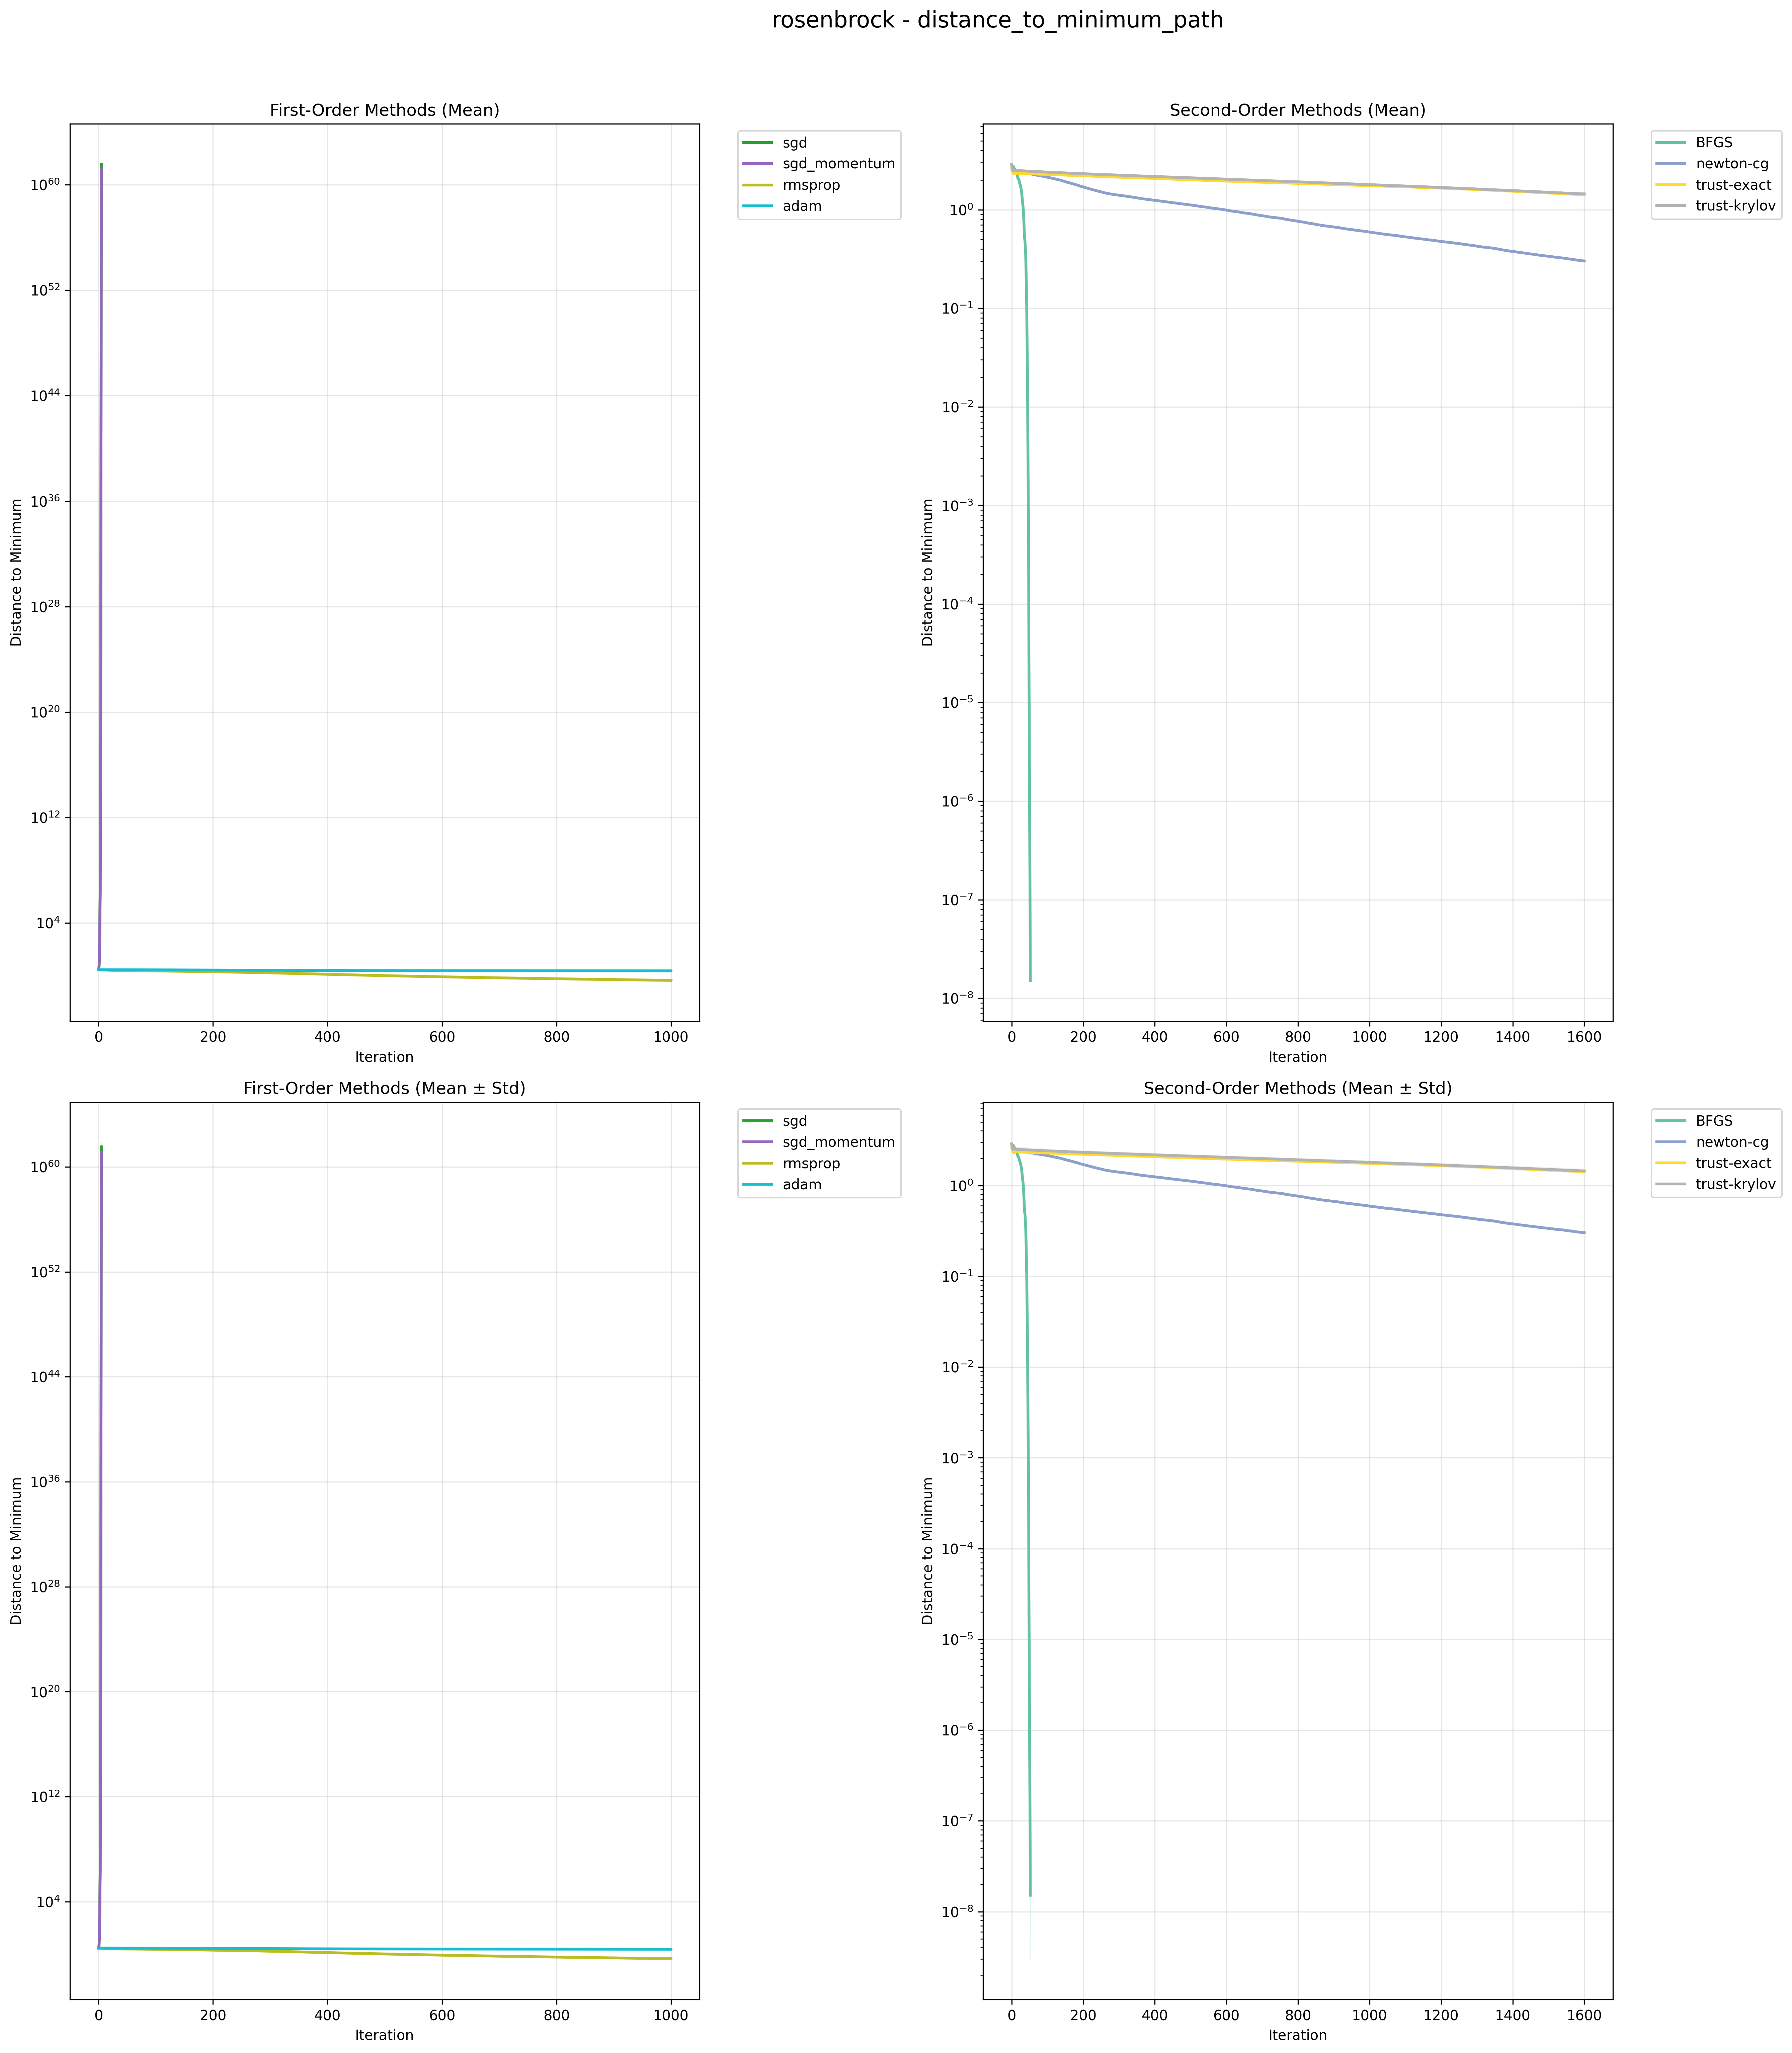 rosenbrock - distance_to_minimum_path
First-Order Methods (Mean)
Distance to Minimum
10^60
10^52
10^44
10^36
10^28
10^20
10^12
10^4
0 200 400 600 800 1000
Iteration
sgd
sgd_momentum
rmsprop
adam
Second-Order Methods (Mean)
Distance to Minimum
10^0
10^-1
10^-2
10^-3
10^-4
10^-5
10^-6
10^-7
10^-8
0 200 400 600 800 1000 1200 1400 1600
Iteration
BFGS
newton-cg
trust-exact
trust-krylov
First-Order Methods (Mean ± Std)
Distance to Minimum
10^60
10^52
10^44
10^36
10^28
10^20
10^12
10^4
0 200 400 600 800 1000
Iteration
sgd
sgd_momentum
rmsprop
adam
Second-Order Methods (Mean ± Std)
Distance to Minimum
10^0
10^-1
10^-2
10^-3
10^-4
10^-5
10^-6
10^-7
10^-8
0 200 400 600 800 1000 1200 1400 1600
Iteration
BFGS
newton-cg
trust-exact
trust-krylov